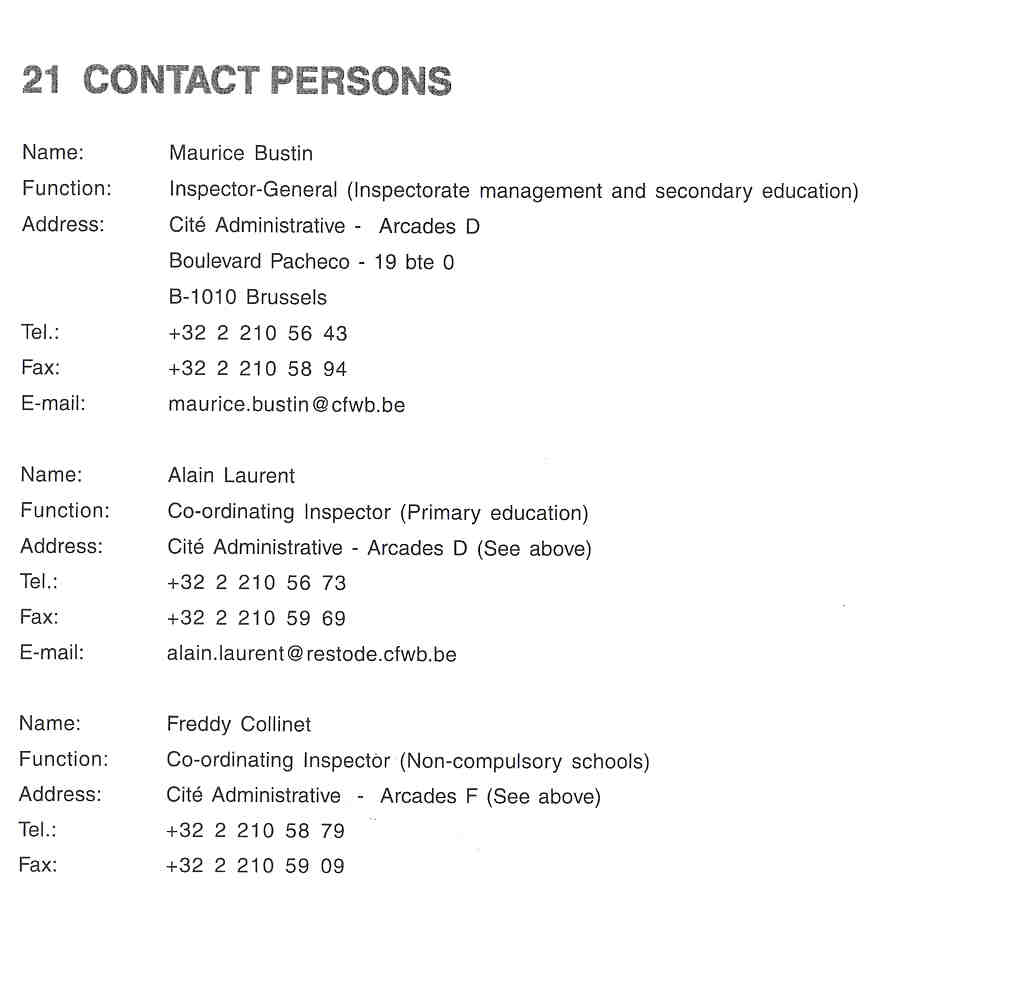 21 CONTACT PERSONS
Name: Maurice Bustin
Function: Inspector-General (Inspectorate management and secondary education)
Address: Cité Administrative - Arcades D
Boulevard Pacheco - 19 bte 0
B-1010 Brussels
Tel.: +32 2 210 56 43
Fax: +32 2 210 58 94
E-mail: maurice.bustin@cfwb.be
Name: Alain Laurent
Function: Co-ordinating Inspector (Primary education)
Address: Cité Administrative - Arcades D (See above)
Tel.: +32 2 210 56 73
Fax: +32 2 210 59 69
E-mail: alain.laurent@restode.cfwb.be
Name: Freddy Collinet
Function: Co-ordinating Inspector (Non-compulsory schools)
Address: Cité Administrative - Arcades F (See above)
Tel.: +32 2 210 58 79
Fax: +32 2 210 59 09